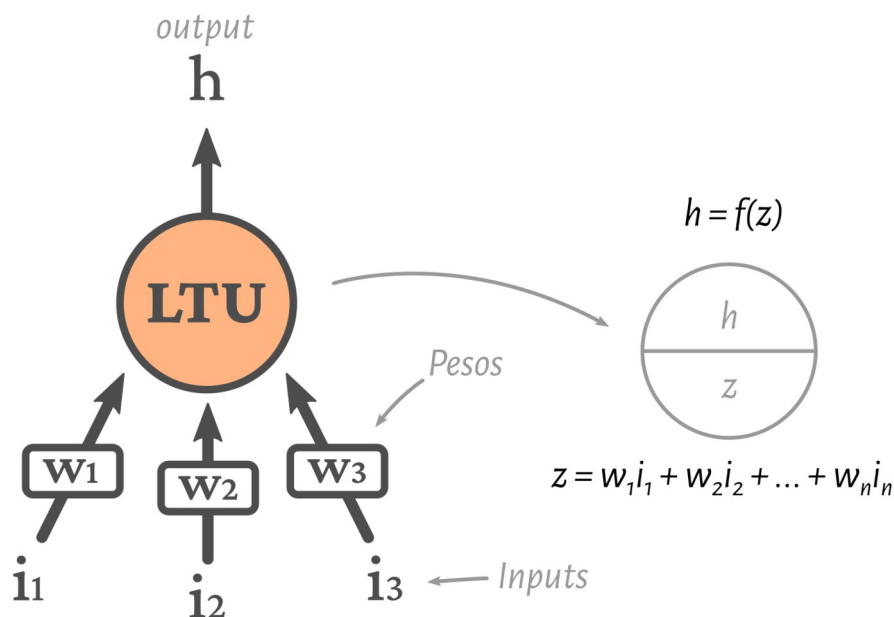 output
h
LTU
Pesos
w1
w2
w3
i1
i2
i3
Inputs
h = f(z)
h
z
z = w₁i₁ + w₂i₂ + ... + wₙiₙ